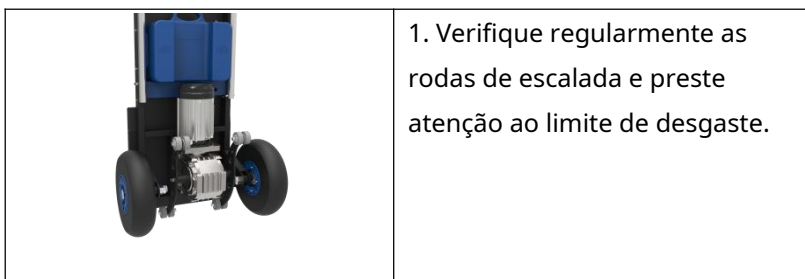 1. Verifique regularmente as
rodas de escalada e preste
atenção ao limite de desgaste.